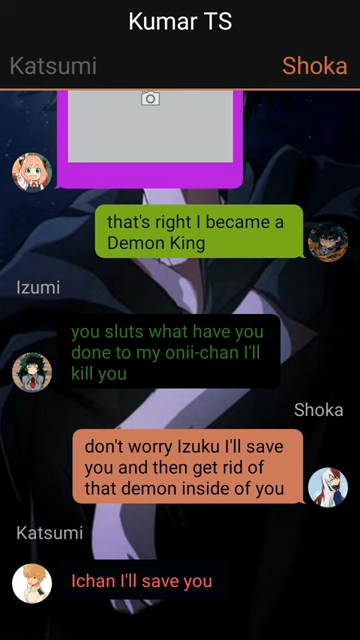 Kumar TS
Katsumi
Shoka
that's right I became a
Demon King
Izumi
you sluts what have you
done to my onii-chan I'll
kill you
Shoka
don't worry Izuku I'll save
you and then get rid of
that demon inside of you
Katsumi
Ichan I'll save you